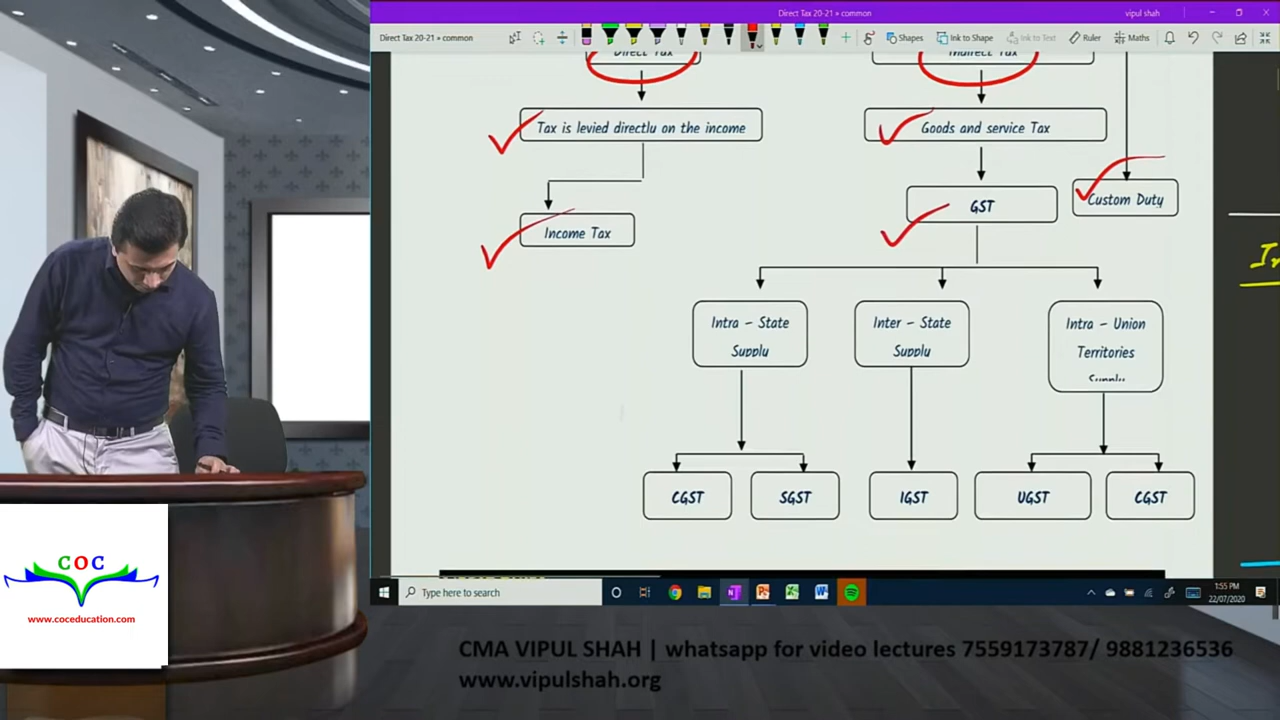 Direct Tax 20-21 » common
vipul shah
Direct Tax 20-21 » common
Shapes
Ink to Shape
Ink to Text
Ruler
Maths
Direct Tax
Indirect Tax
Tax is levied directly on the income
Goods and service Tax
Income Tax
GST
Custom Duty
Intra - State
Supply
Inter - State
Supply
Intra - Union
Territories
Supply
CGST
SGST
IGST
UGST
CGST
Type here to search
1:55 PM
22/07/2020
COC
www.coceducation.com
CMA VIPUL SHAH | whatsapp for video lectures 7559173787/ 9881236536
www.vipulshah.org